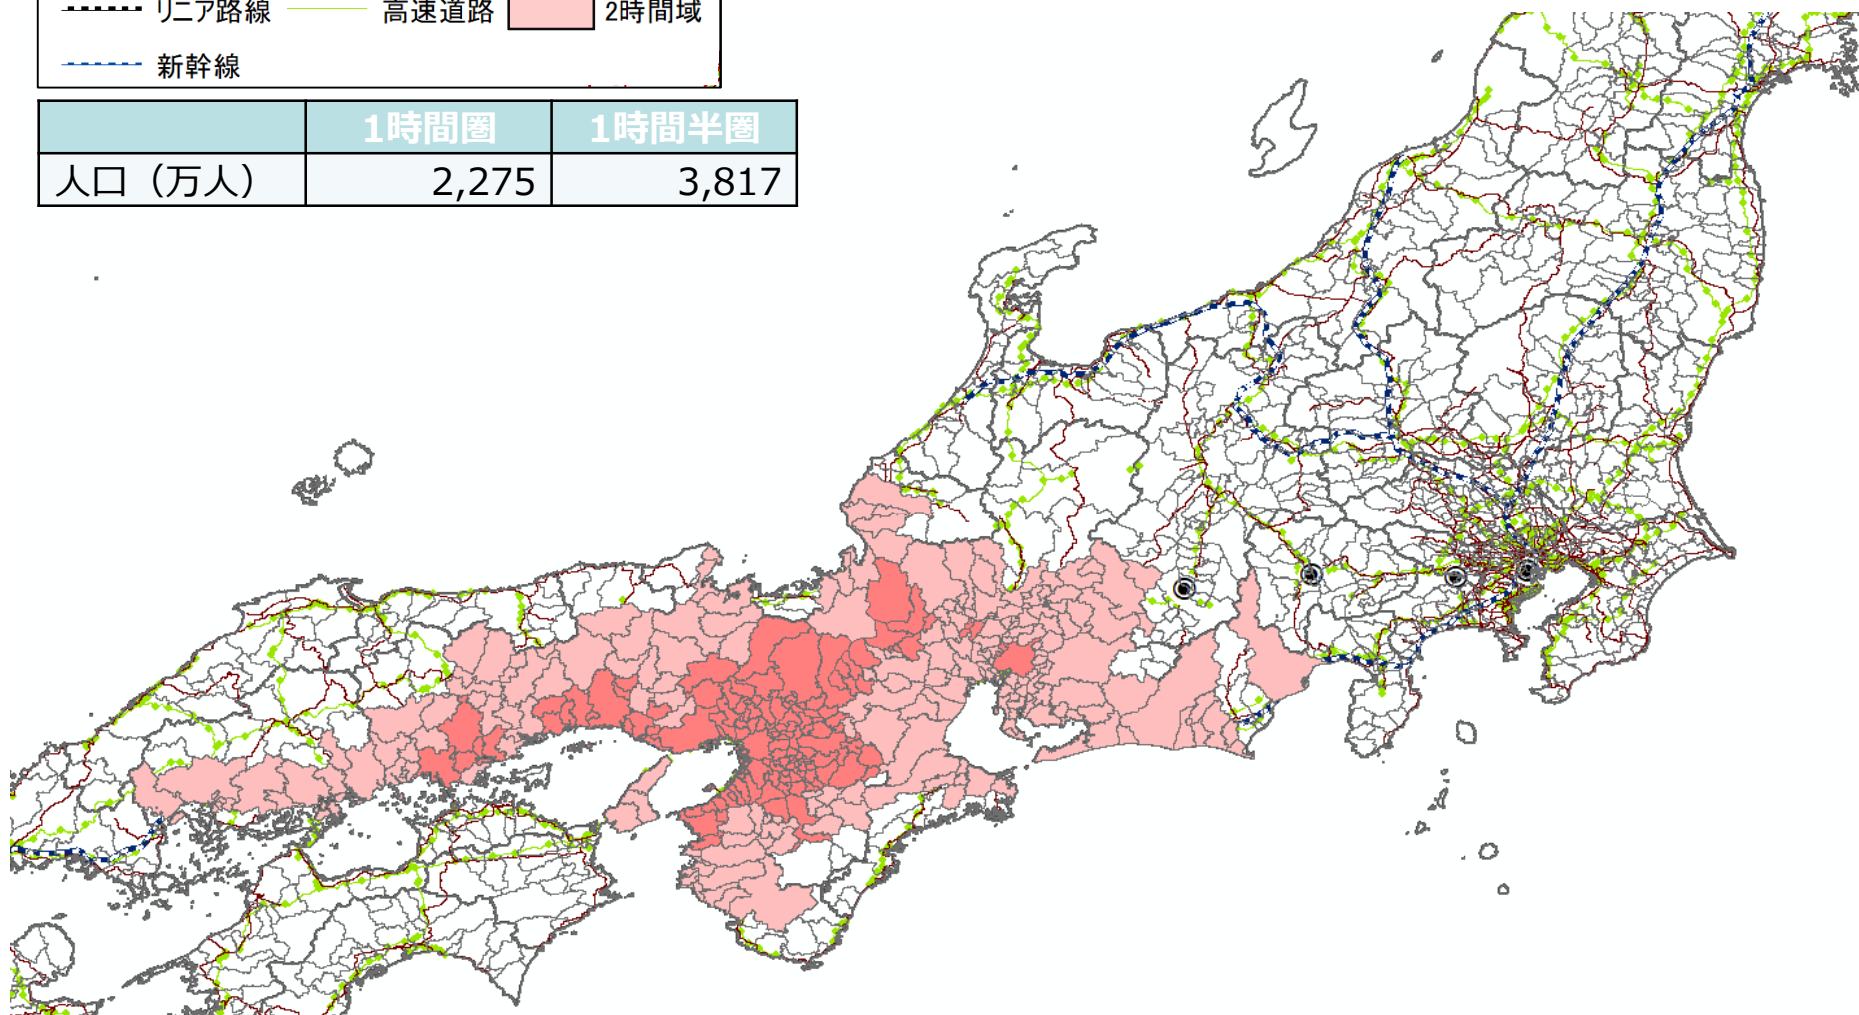 リニア路線 高速道路 2時間域
新幹線
1時間圏 1時間半圏
人口（万人） 2,275 3,817